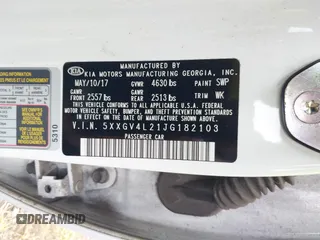 MANUFACTURED BY
KIA KIA MOTORS MANUFACTURING GEORGIA, INC.
MAY/10/17 GVWR 4630 lbs PAINT SWP
FRONT 2557 lbs REAR 2513 lbs TRIM WK
THIS VEHICLE CONFORMS TO ALL APPLICABLE FEDERAL MOTOR
VEHICLE SAFETY, BUMPER, AND THEFT PREVENTION STANDARDS IN
EFFECT ON THE DATE OF MANUFACTURE SHOWN ABOVE.
V.I.N. 5XXGV4L21JG182103
PASSENGER CAR
5310
DREAMBID